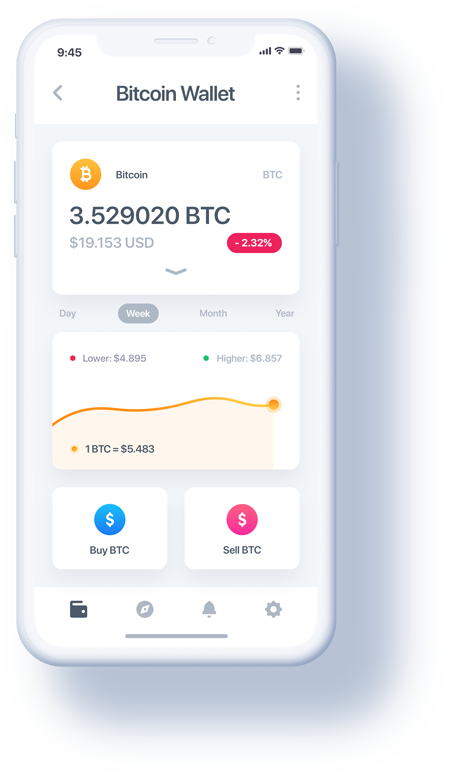 9:45
Bitcoin Wallet
Bitcoin BTC
3.529020 BTC
$19.153 USD - 2.32%
Day Week Month Year
Lower: $4.895 Higher: $6.857
1 BTC = $5.483
$ $
Buy BTC Sell BTC